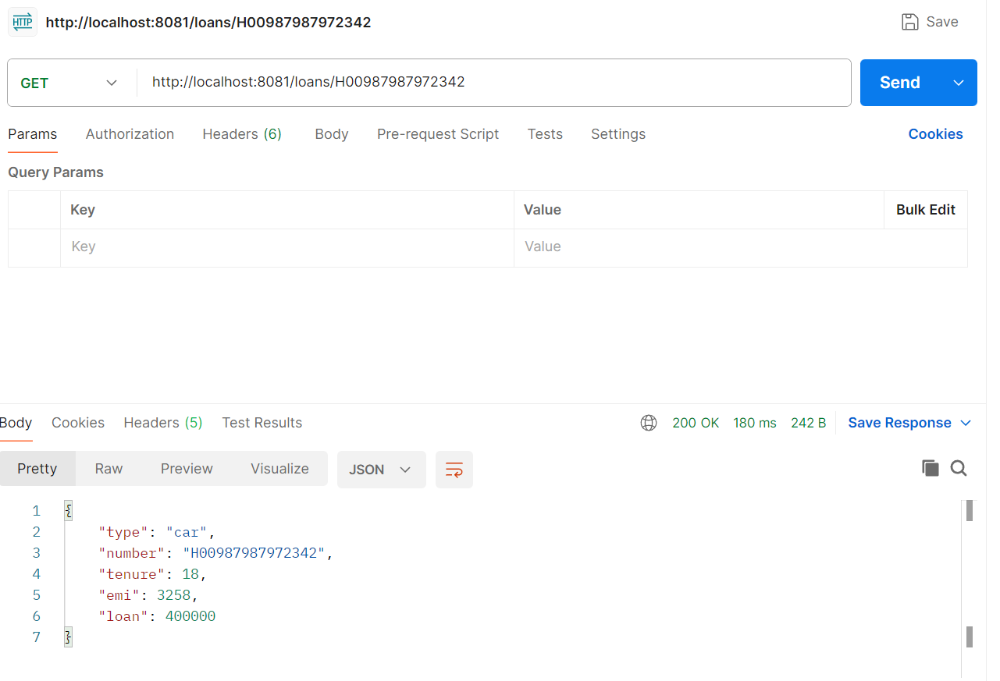 HTTP http://localhost:8081/loans/H00987987972342 Save
GET http://localhost:8081/loans/H00987987972342 Send
Params Authorization Headers (6) Body Pre-request Script Tests Settings Cookies
Query Params
Key Value Bulk Edit
Key Value
Body Cookies Headers (5) Test Results 200 OK 180 ms 242 B Save Response
Pretty Raw Preview Visualize JSON
1 {
2 "type": "car",
3 "number": "H00987987972342",
4 "tenure": 18,
5 "emi": 3258,
6 "loan": 400000
7 }